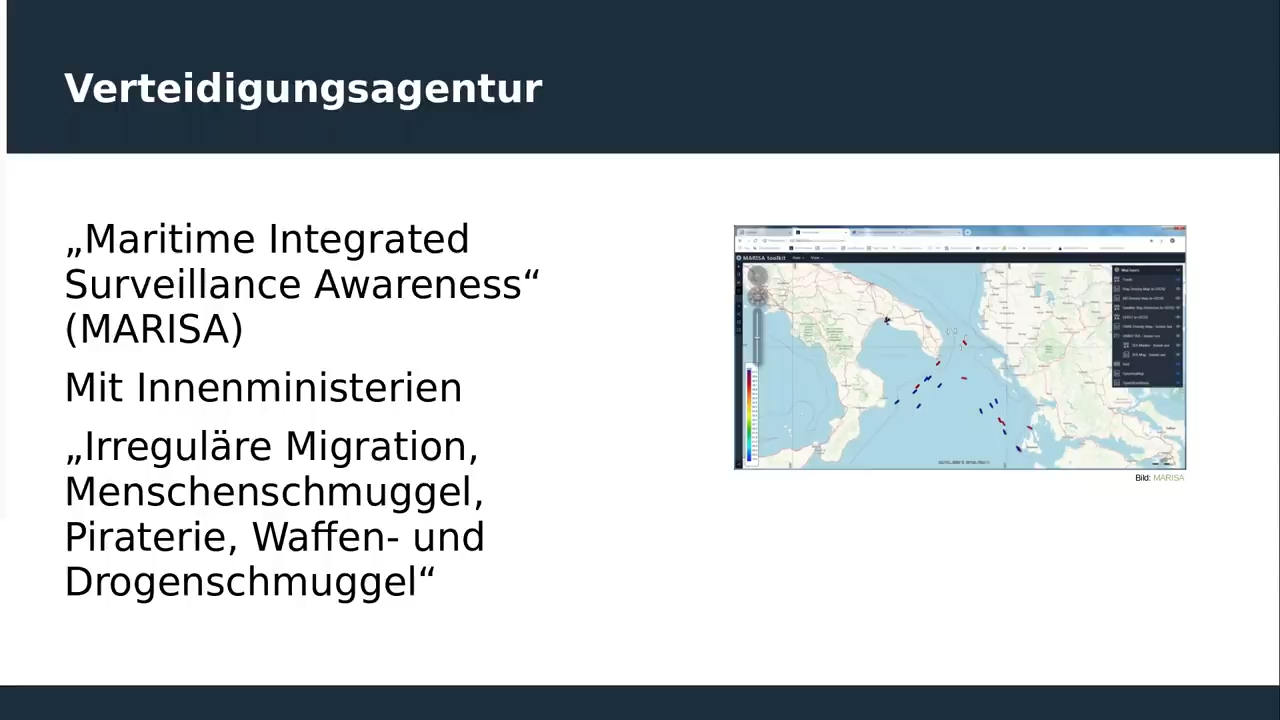 Verteidigungsagentur
„Maritime Integrated
Surveillance Awareness“
(MARISA)
Mit Innenministerien
„Irreguläre Migration,
Menschenschmuggel,
Piraterie, Waffen- und
Drogenschmuggel“
MARISA toolkit
Bild: MARISA